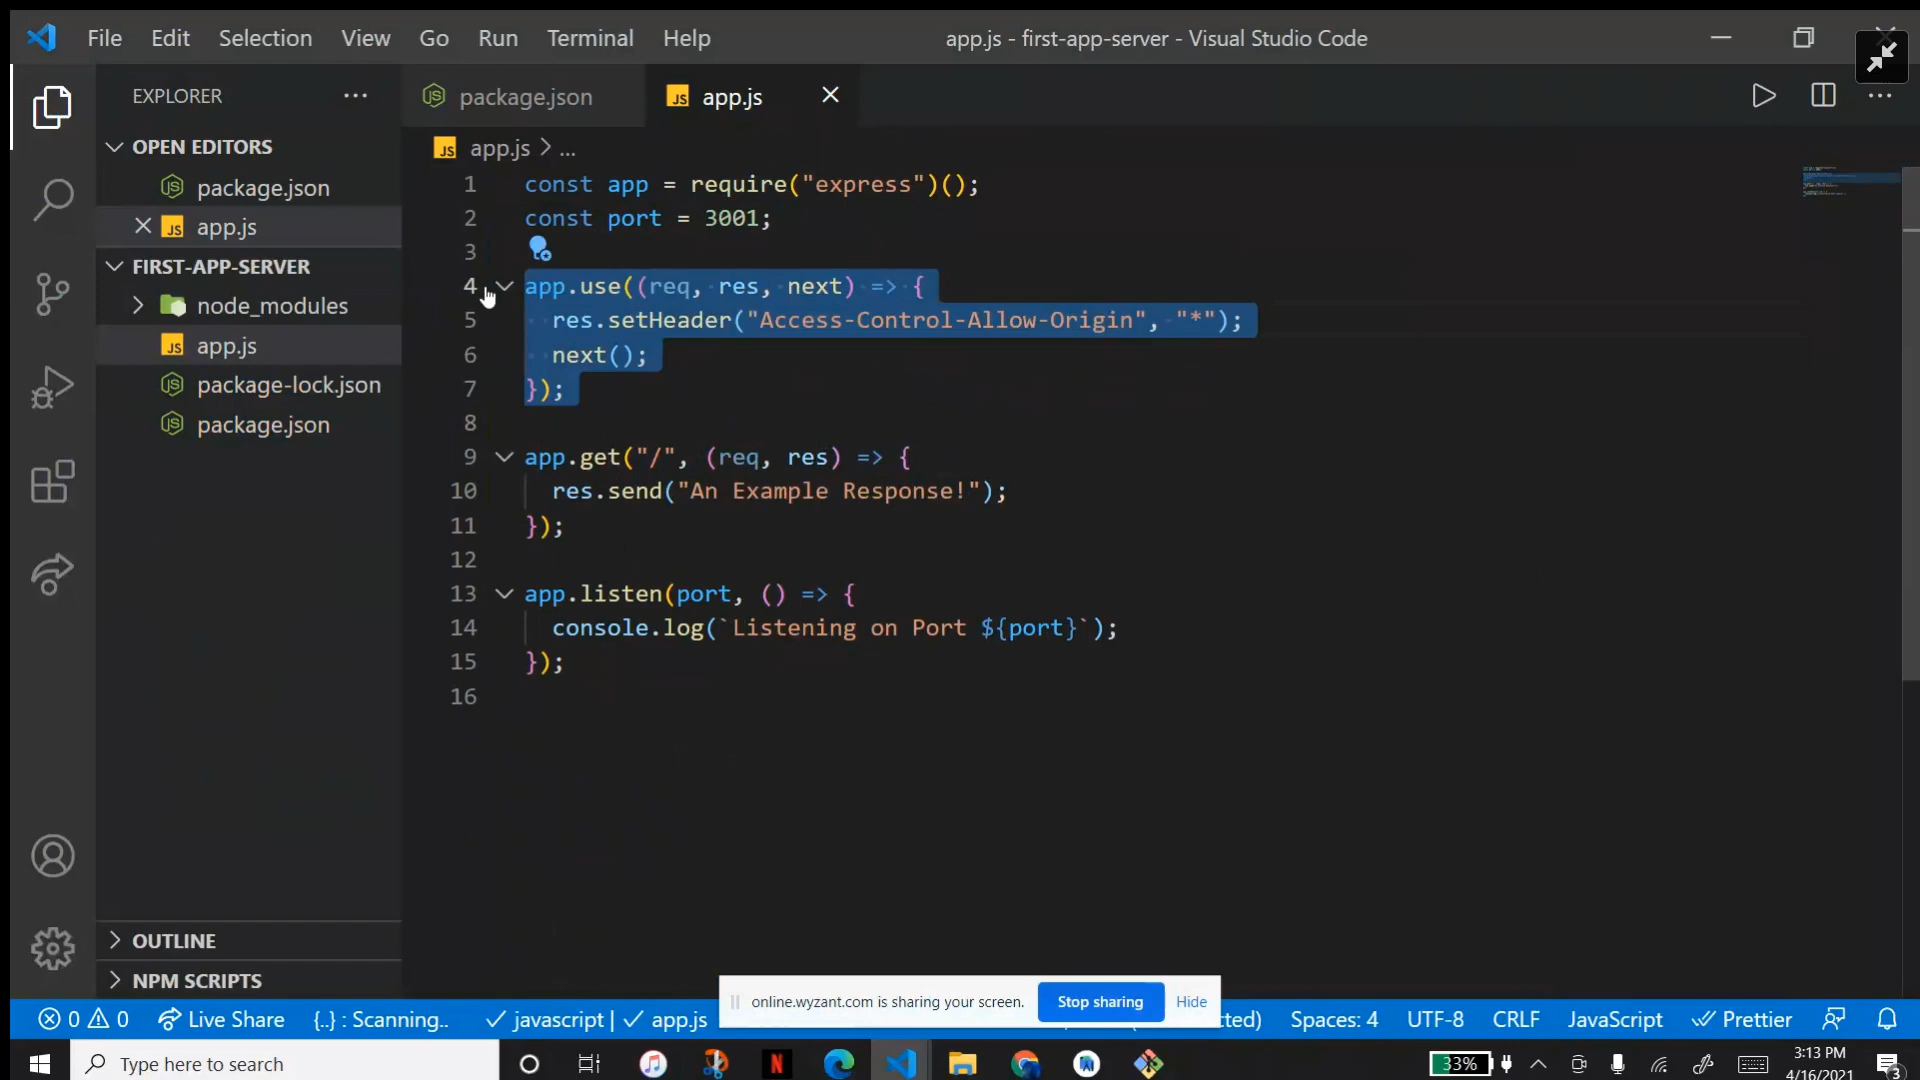 File Edit Selection View Go Run Terminal Help
app.js - first-app-server - Visual Studio Code
EXPLORER
package.json
app.js
OPEN EDITORS
package.json
app.js
FIRST-APP-SERVER
node_modules
app.js
package-lock.json
package.json
OUTLINE
NPM SCRIPTS
app.js > ...
1 const app = require("express")();
2 const port = 3001;
3
4 app.use((req, res, next) => {
5 res.setHeader("Access-Control-Allow-Origin", "*");
6 next();
7 });
8
9 app.get("/", (req, res) => {
10 res.send("An Example Response!");
11 });
12
13 app.listen(port, () => {
14 console.log(`Listening on Port ${port}`);
15 });
16
online.wyzant.com is sharing your screen. Stop sharing Hide
0 0 Live Share {..} : Scanning.. javascript | app.js cted) Spaces: 4 UTF-8 CRLF JavaScript Prettier
Type here to search
33%
3:13 PM
4/16/2021
3